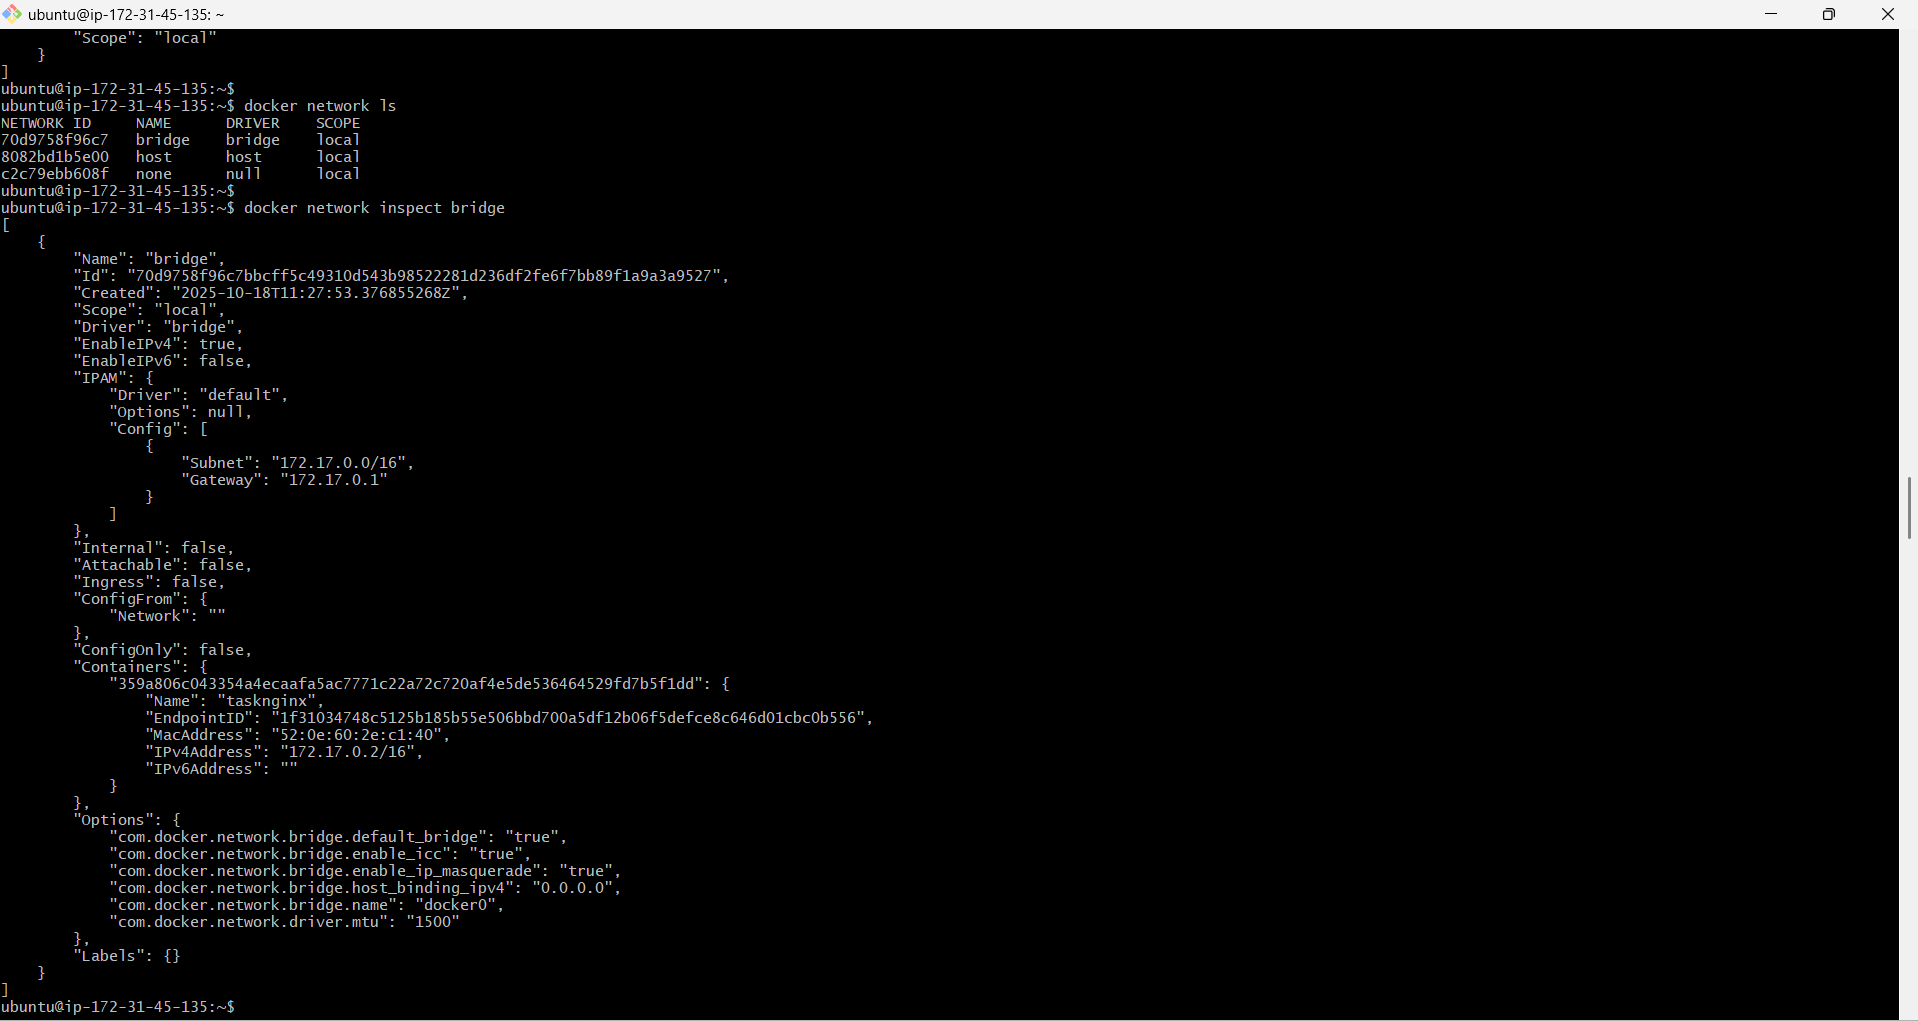 ubuntu@ip-172-31-45-135: ~
        "Scope": "local"
    }
]
ubuntu@ip-172-31-45-135:~$
ubuntu@ip-172-31-45-135:~$ docker network ls
NETWORK ID     NAME      DRIVER    SCOPE
70d9758f96c7   bridge    bridge    local
8082bd1b5e00   host      host      local
c2c79ebb608f   none      null      local
ubuntu@ip-172-31-45-135:~$
ubuntu@ip-172-31-45-135:~$ docker network inspect bridge
[
    {
        "Name": "bridge",
        "Id": "70d9758f96c7bbcff5c49310d543b98522281d236df2fe6f7bb89f1a9a3a9527",
        "Created": "2025-10-18T11:27:53.376855268Z",
        "Scope": "local",
        "Driver": "bridge",
        "EnableIPv4": true,
        "EnableIPv6": false,
        "IPAM": {
            "Driver": "default",
            "Options": null,
            "Config": [
                {
                    "Subnet": "172.17.0.0/16",
                    "Gateway": "172.17.0.1"
                }
            ]
        },
        "Internal": false,
        "Attachable": false,
        "Ingress": false,
        "ConfigFrom": {
            "Network": ""
        },
        "ConfigOnly": false,
        "Containers": {
            "359a806c043354a4ecaafa5ac7771c22a72c720af4e5de536464529fd7b5f1dd": {
                "Name": "tasknginx",
                "EndpointID": "1f31034748c5125b185b55e506bbd700a5df12b06f5defce8c646d01cbc0b556",
                "MacAddress": "52:0e:60:2e:c1:40",
                "IPv4Address": "172.17.0.2/16",
                "IPv6Address": ""
            }
        },
        "Options": {
            "com.docker.network.bridge.default_bridge": "true",
            "com.docker.network.bridge.enable_icc": "true",
            "com.docker.network.bridge.enable_ip_masquerade": "true",
            "com.docker.network.bridge.host_binding_ipv4": "0.0.0.0",
            "com.docker.network.bridge.name": "docker0",
            "com.docker.network.driver.mtu": "1500"
        },
        "Labels": {}
    }
]
ubuntu@ip-172-31-45-135:~$